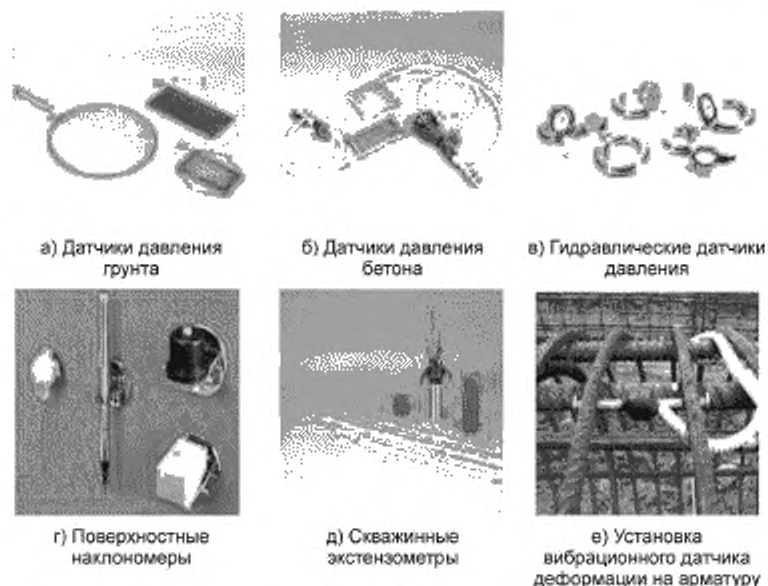 а) Датчики давления
грунта
б) Датчики давления
бетона
в) Гидравлические датчики
давления
г) Поверхностные
наклономеры
д) Скважинные
экстензометры
е) Установка
вибрационного датчика
деформации на арматуру